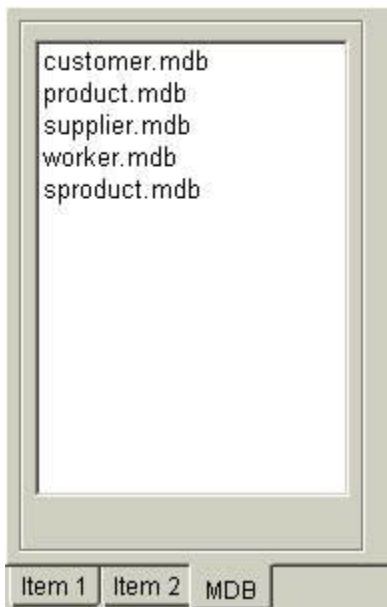 customer.mdb
product.mdb
supplier.mdb
worker.mdb
sproduct.mdb
Item 1 Item 2 MDB